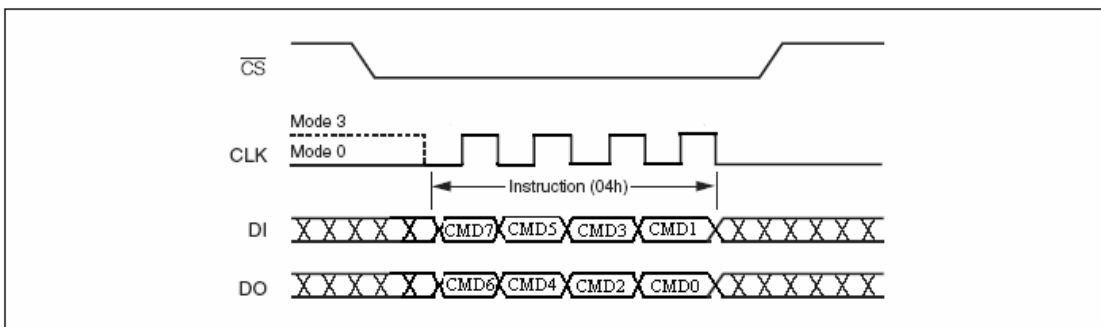 CS
Mode 3
CLK
Mode 0
Instruction (04h)
DI
CMD7 CMD5 CMD3 CMD1
DO
CMD6 CMD4 CMD2 CMD0